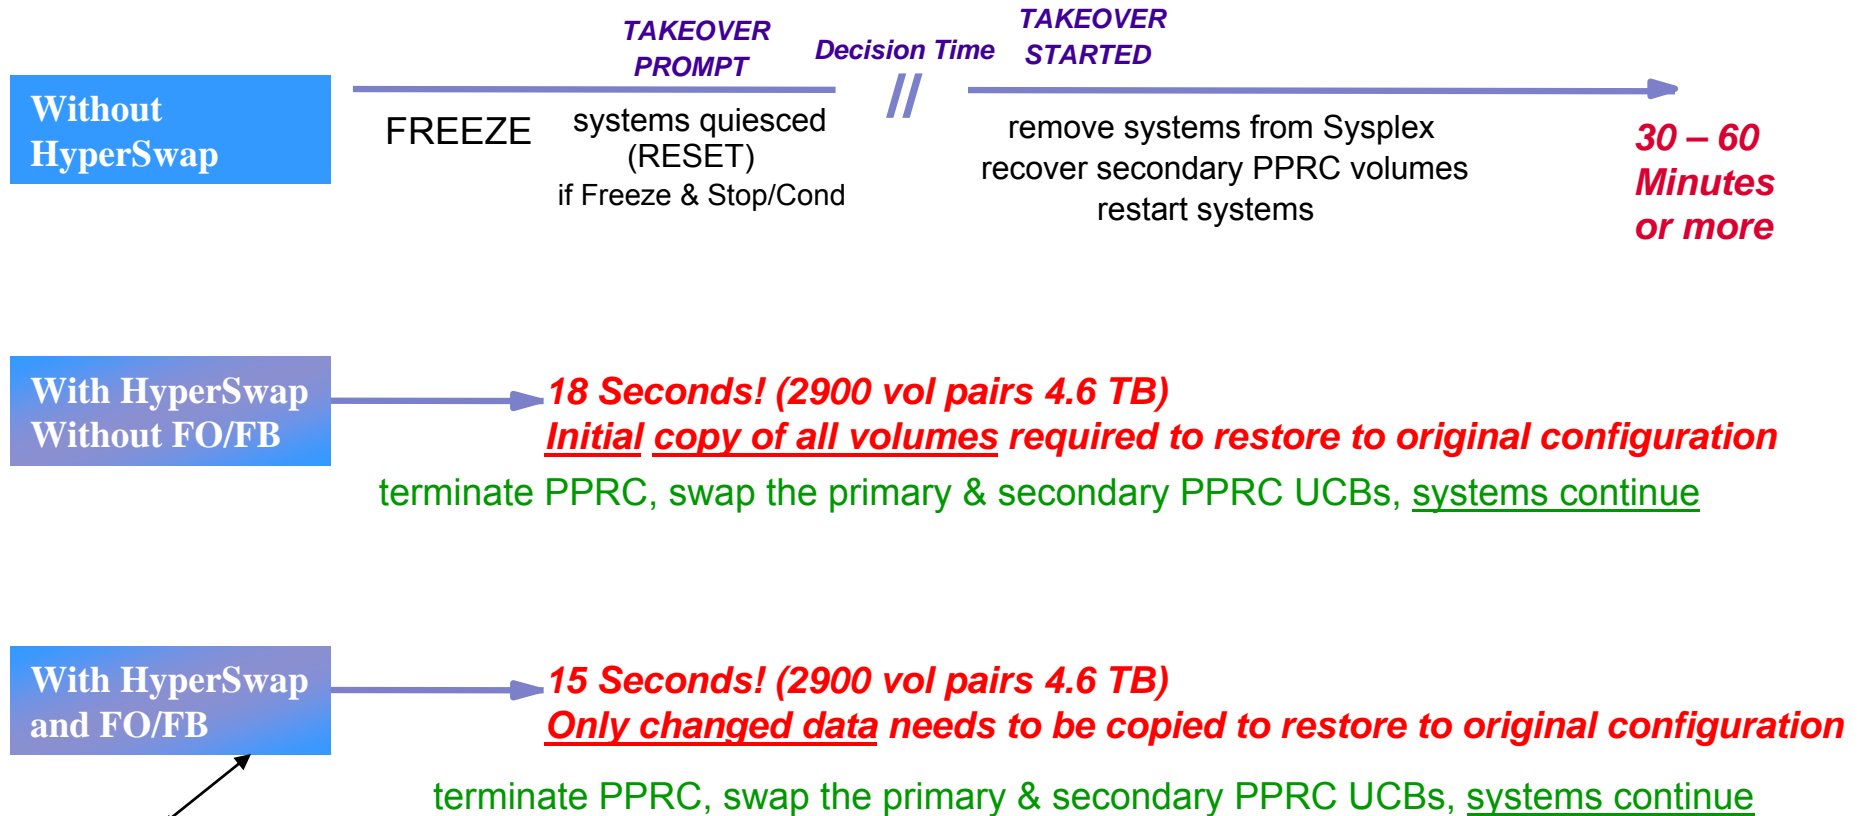 TAKEOVER
PROMPT
Decision Time
TAKEOVER
STARTED
Without
HyperSwap
FREEZE
systems quiesced
(RESET)
if Freeze & Stop/Cond
remove systems from Sysplex
recover secondary PPRC volumes
restart systems
30 – 60
Minutes
or more
With HyperSwap
Without FO/FB
18 Seconds! (2900 vol pairs 4.6 TB)
Initial copy of all volumes required to restore to original configuration
terminate PPRC, swap the primary & secondary PPRC UCBs, systems continue
With HyperSwap
and FO/FB
15 Seconds! (2900 vol pairs 4.6 TB)
Only changed data needs to be copied to restore to original configuration
terminate PPRC, swap the primary & secondary PPRC UCBs, systems continue